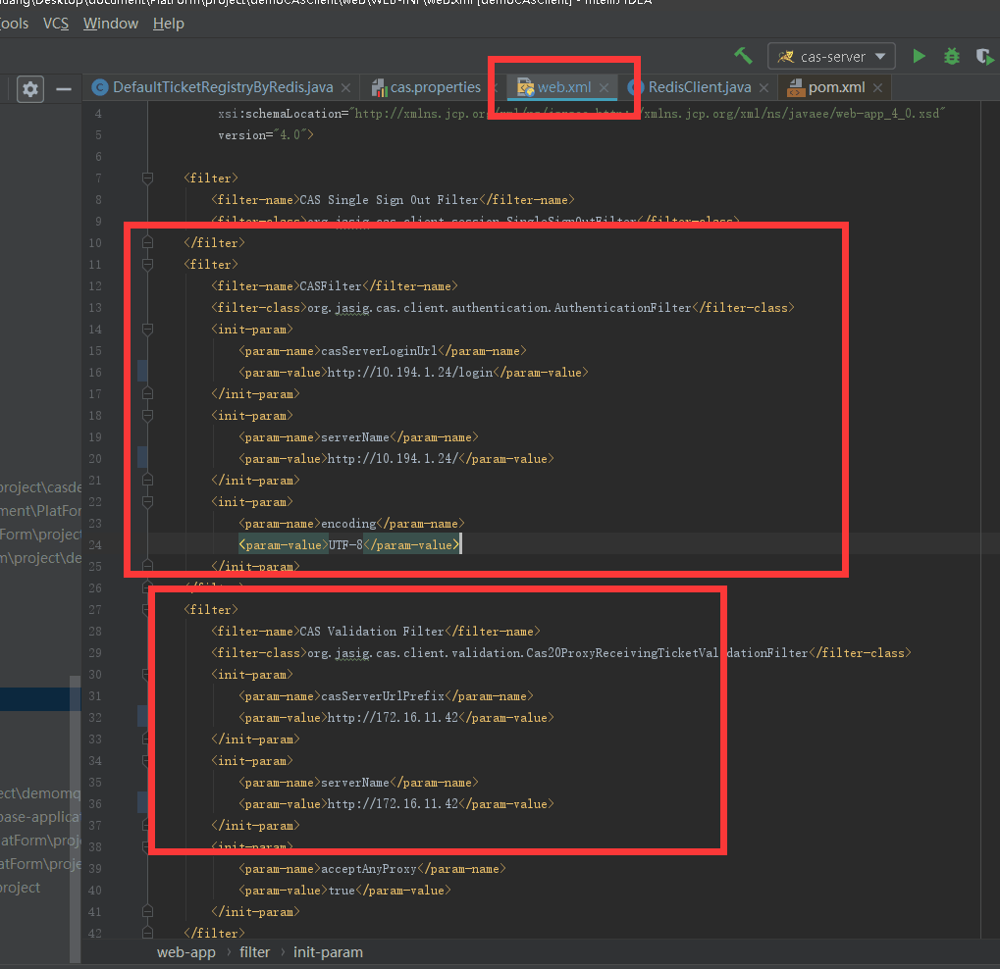 uang\Desktop\document\PlatForm\project\demoCAsClient\web\WEB-INF\web.xml [demoCAsClient] - IntelliJ IDEA
ools VCS Window Help
cas-server
DefaultTicketRegistryByRedis.java cas.properties web.xml RedisClient.java pom.xml
4 xsi:schemaLocation="http://xmlns.jcp.org/xml/ns/javaee http://xmlns.jcp.org/xml/ns/javaee/web-app_4_0.xsd"
5 version="4.0">
6
7 <filter>
8 <filter-name>CAS Single Sign Out Filter</filter-name>
9 <filter-class>org.jasig.cas.client.session.SingleSignOutFilter</filter-class>
10 </filter>
11 <filter>
12 <filter-name>CASFilter</filter-name>
13 <filter-class>org.jasig.cas.client.authentication.AuthenticationFilter</filter-class>
14 <init-param>
15 <param-name>casServerLoginUrl</param-name>
16 <param-value>http://10.194.1.24/login</param-value>
17 </init-param>
18 <init-param>
19 <param-name>serverName</param-name>
20 <param-value>http://10.194.1.24/</param-value>
21 </init-param>
22 <init-param>
23 <param-name>encoding</param-name>
24 <param-value>UTF-8</param-value>
25 </init-param>
26 </filter>
27 <filter>
28 <filter-name>CAS Validation Filter</filter-name>
29 <filter-class>org.jasig.cas.client.validation.Cas20ProxyReceivingTicketValidationFilter</filter-class>
30 <init-param>
31 <param-name>casServerUrlPrefix</param-name>
32 <param-value>http://172.16.11.42</param-value>
33 </init-param>
34 <init-param>
35 <param-name>serverName</param-name>
36 <param-value>http://172.16.11.42</param-value>
37 </init-param>
38 <init-param>
39 <param-name>acceptAnyProxy</param-name>
40 <param-value>true</param-value>
41 </init-param>
42 </filter>
project\casde
ment\PlatForm
Form\project
m\project\de
ect\demomq
base-applica
atForm\proj
atForm\proje
project
web-app › filter › init-param